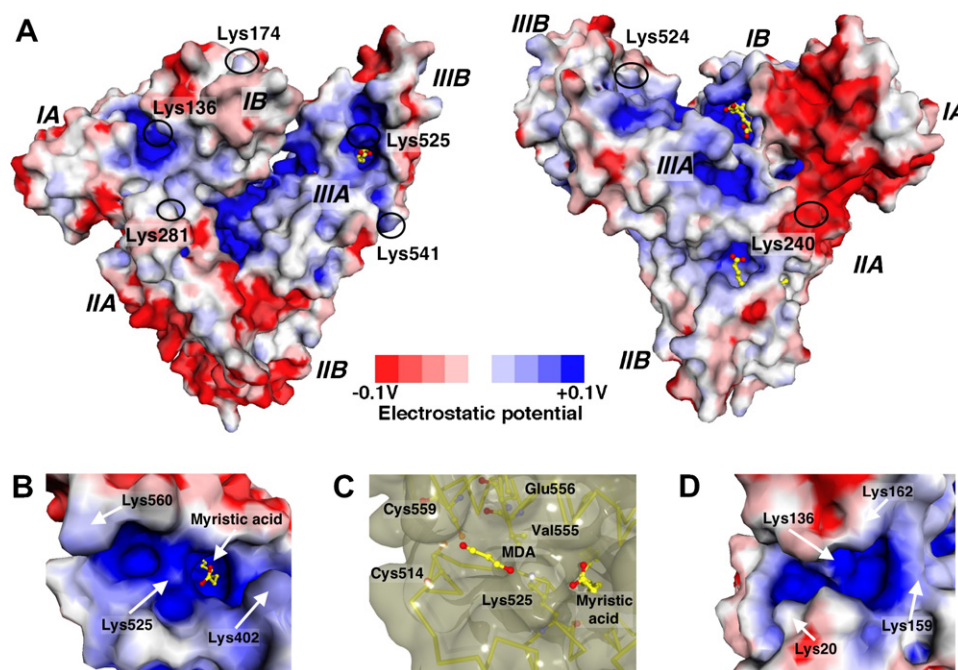 A
Lys174
IB
Lys136
IA
IIIB
Lys525
IIIA
Lys281
Lys541
IIA
IIB
IIIB
Lys524
IB
IA
IIIA
Lys240
IIA
IIB
-0.1V
+0.1V
Electrostatic potential
B
Lys560
Myristic acid
Lys525
Lys402
C
Glu556
Cys559
Val555
MDA
Cys514
Lys525
Myristic
acid
D
Lys162
Lys136
Lys20
Lys159